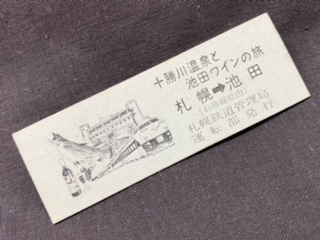 十勝川温泉と
池田ワインの旅
札幌➡池田
(石勝線経由)
札幌鉄道管理局
運転部発行